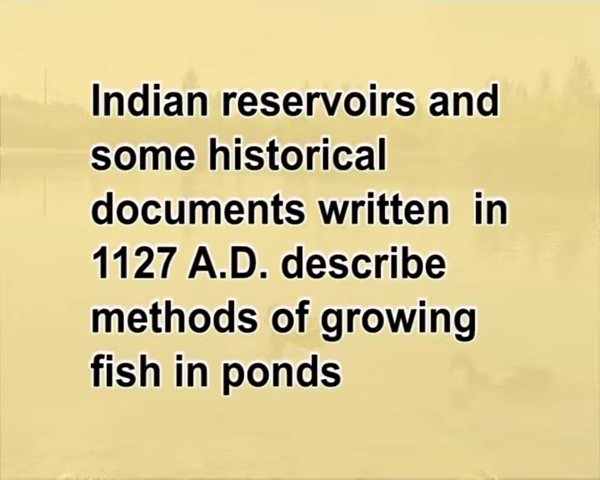 Indian reservoirs and
some historical
documents written  in
1127 A.D. describe
methods of growing
fish in ponds